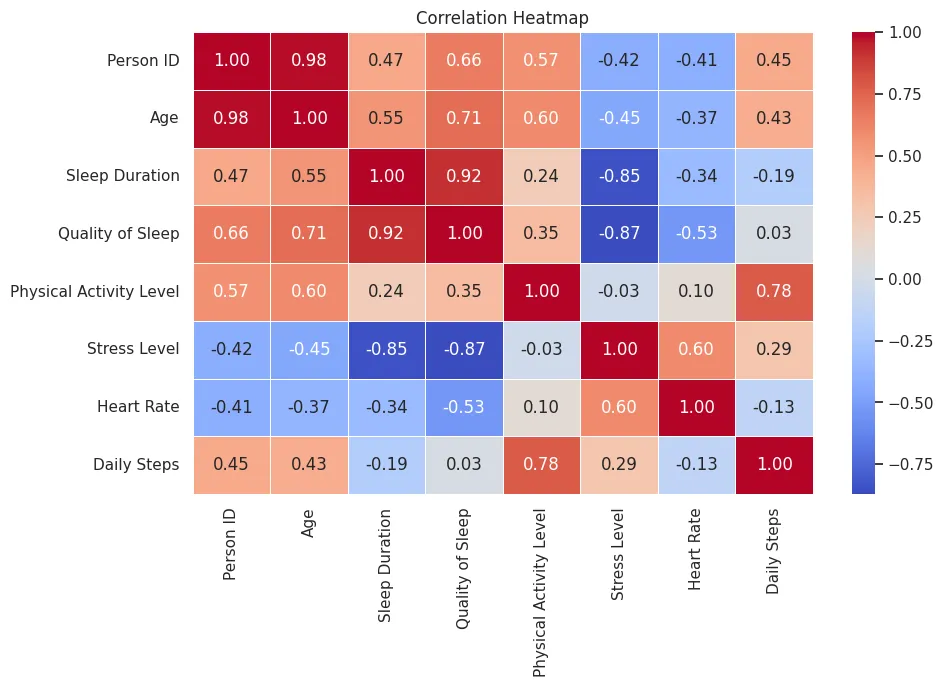 Correlation Heatmap
Person ID 1.00 0.98 0.47 0.66 0.57 -0.42 -0.41 0.45
Age 0.98 1.00 0.55 0.71 0.60 -0.45 -0.37 0.43
Sleep Duration 0.47 0.55 1.00 0.92 0.24 -0.85 -0.34 -0.19
Quality of Sleep 0.66 0.71 0.92 1.00 0.35 -0.87 -0.53 0.03
Physical Activity Level 0.57 0.60 0.24 0.35 1.00 -0.03 0.10 0.78
Stress Level -0.42 -0.45 -0.85 -0.87 -0.03 1.00 0.60 0.29
Heart Rate -0.41 -0.37 -0.34 -0.53 0.10 0.60 1.00 -0.13
Daily Steps 0.45 0.43 -0.19 0.03 0.78 0.29 -0.13 1.00
Person ID
Age
Sleep Duration
Quality of Sleep
Physical Activity Level
Stress Level
Heart Rate
Daily Steps
1.00
0.75
0.50
0.25
0.00
−0.25
−0.50
−0.75